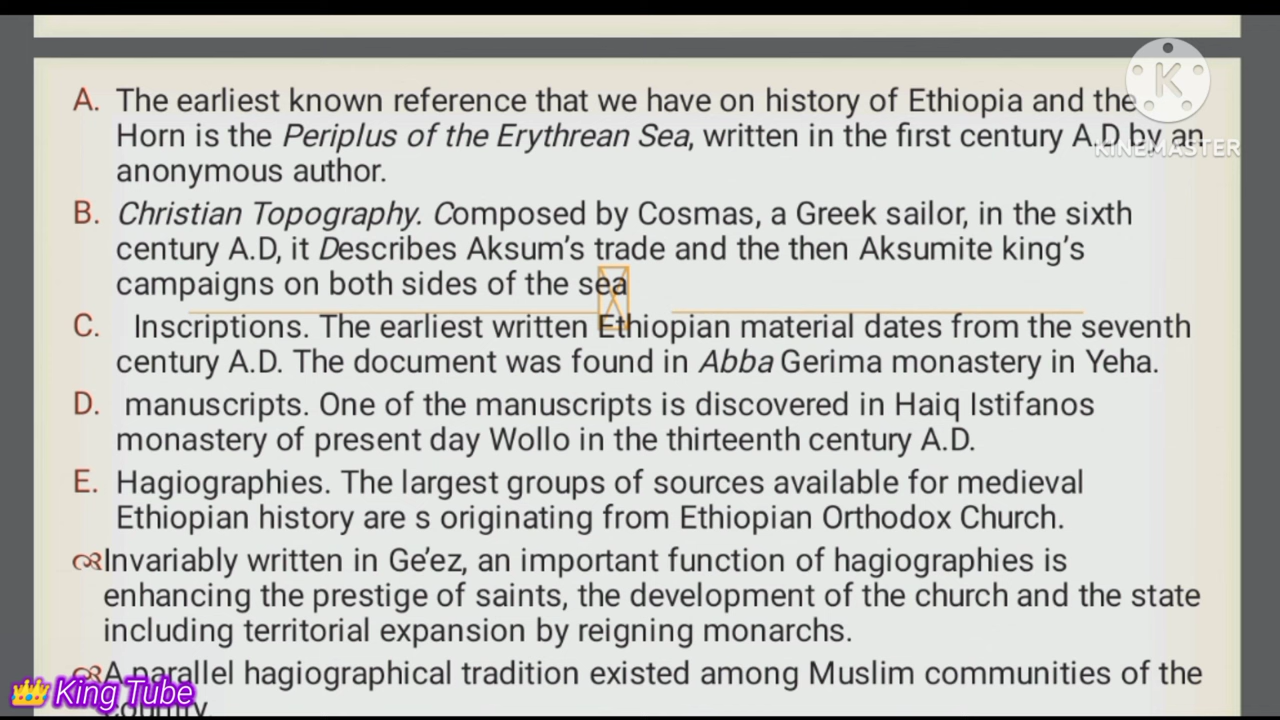 A. The earliest known reference that we have on history of Ethiopia and the
Horn is the Periplus of the Erythrean Sea, written in the first century A.D by an
anonymous author.
B. Christian Topography. Composed by Cosmas, a Greek sailor, in the sixth
century A.D, it Describes Aksum's trade and the then Aksumite king's
campaigns on both sides of the sea
C. Inscriptions. The earliest written Ethiopian material dates from the seventh
century A.D. The document was found in Abba Gerima monastery in Yeha.
D. manuscripts. One of the manuscripts is discovered in Haiq Istifanos
monastery of present day Wollo in the thirteenth century A.D.
E. Hagiographies. The largest groups of sources available for medieval
Ethiopian history are s originating from Ethiopian Orthodox Church.
Invariably written in Ge'ez, an important function of hagiographies is
enhancing the prestige of saints, the development of the church and the state
including territorial expansion by reigning monarchs.
A parallel hagiographical tradition existed among Muslim communities of the
country.
K
KINEMASTER
King Tube